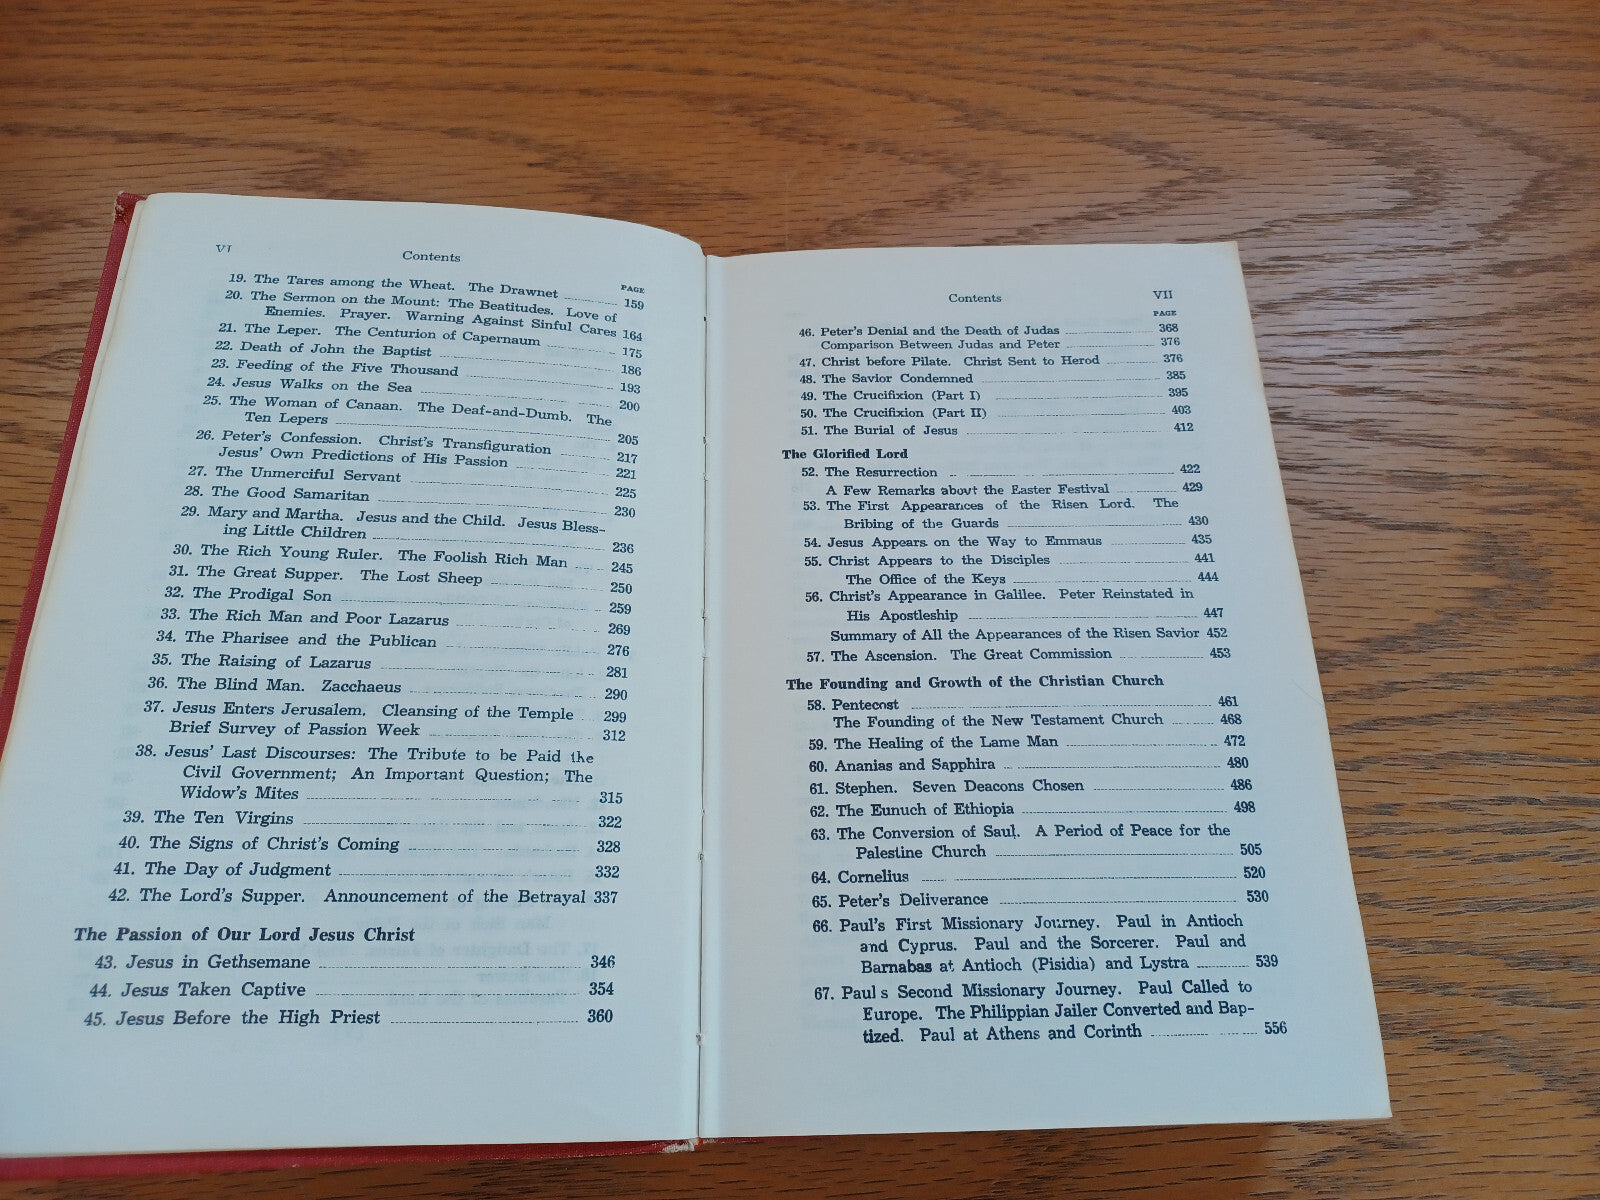 VI
Contents
PAGE
19. The Tares among the Wheat. The Drawnet 159
20. The Sermon on the Mount: The Beatitudes. Love of
Enemies. Prayer. Warning Against Sinful Cares 164
21. The Leper. The Centurion of Capernaum 175
22. Death of John the Baptist 186
23. Feeding of the Five Thousand 193
24. Jesus Walks on the Sea 200
25. The Woman of Canaan. The Deaf-and-Dumb. The
Ten Lepers 205
26. Peter's Confession. Christ's Transfiguration 217
Jesus' Own Predictions of His Passion 221
27. The Unmerciful Servant 225
28. The Good Samaritan 230
29. Mary and Martha. Jesus and the Child. Jesus Bless-
ing Little Children 236
30. The Rich Young Ruler. The Foolish Rich Man 245
31. The Great Supper. The Lost Sheep 250
32. The Prodigal Son 259
33. The Rich Man and Poor Lazarus 269
34. The Pharisee and the Publican 276
35. The Raising of Lazarus 281
36. The Blind Man. Zacchaeus 290
37. Jesus Enters Jerusalem. Cleansing of the Temple 299
Brief Survey of Passion Week 312
38. Jesus' Last Discourses: The Tribute to be Paid the
Civil Government; An Important Question; The
Widow's Mites 315
39. The Ten Virgins 322
40. The Signs of Christ's Coming 328
41. The Day of Judgment 332
42. The Lord's Supper. Announcement of the Betrayal 337
The Passion of Our Lord Jesus Christ
43. Jesus in Gethsemane 346
44. Jesus Taken Captive 354
45. Jesus Before the High Priest 360
Contents
VII
PAGE
46. Peter's Denial and the Death of Judas 368
Comparison Between Judas and Peter 376
47. Christ before Pilate. Christ Sent to Herod 376
48. The Savior Condemned 385
49. The Crucifixion (Part I) 395
50. The Crucifixion (Part II) 403
51. The Burial of Jesus 412
The Glorified Lord
52. The Resurrection 422
A Few Remarks about the Easter Festival 429
53. The First Appearances of the Risen Lord. The
Bribing of the Guards 430
54. Jesus Appears on the Way to Emmaus 435
55. Christ Appears to the Disciples 441
The Office of the Keys 444
56. Christ's Appearance in Galilee. Peter Reinstated in
His Apostleship 447
Summary of All the Appearances of the Risen Savior 452
57. The Ascension. The Great Commission 453
The Founding and Growth of the Christian Church
58. Pentecost 461
The Founding of the New Testament Church 468
59. The Healing of the Lame Man 472
60. Ananias and Sapphira 480
61. Stephen. Seven Deacons Chosen 486
62. The Eunuch of Ethiopia 498
63. The Conversion of Saul. A Period of Peace for the
Palestine Church 505
64. Cornelius 520
65. Peter's Deliverance 530
66. Paul's First Missionary Journey. Paul in Antioch
and Cyprus. Paul and the Sorcerer. Paul and
Barnabas at Antioch (Pisidia) and Lystra 539
67. Paul s Second Missionary Journey. Paul Called to
Europe. The Philippian Jailer Converted and Bap-
tized. Paul at Athens and Corinth 556